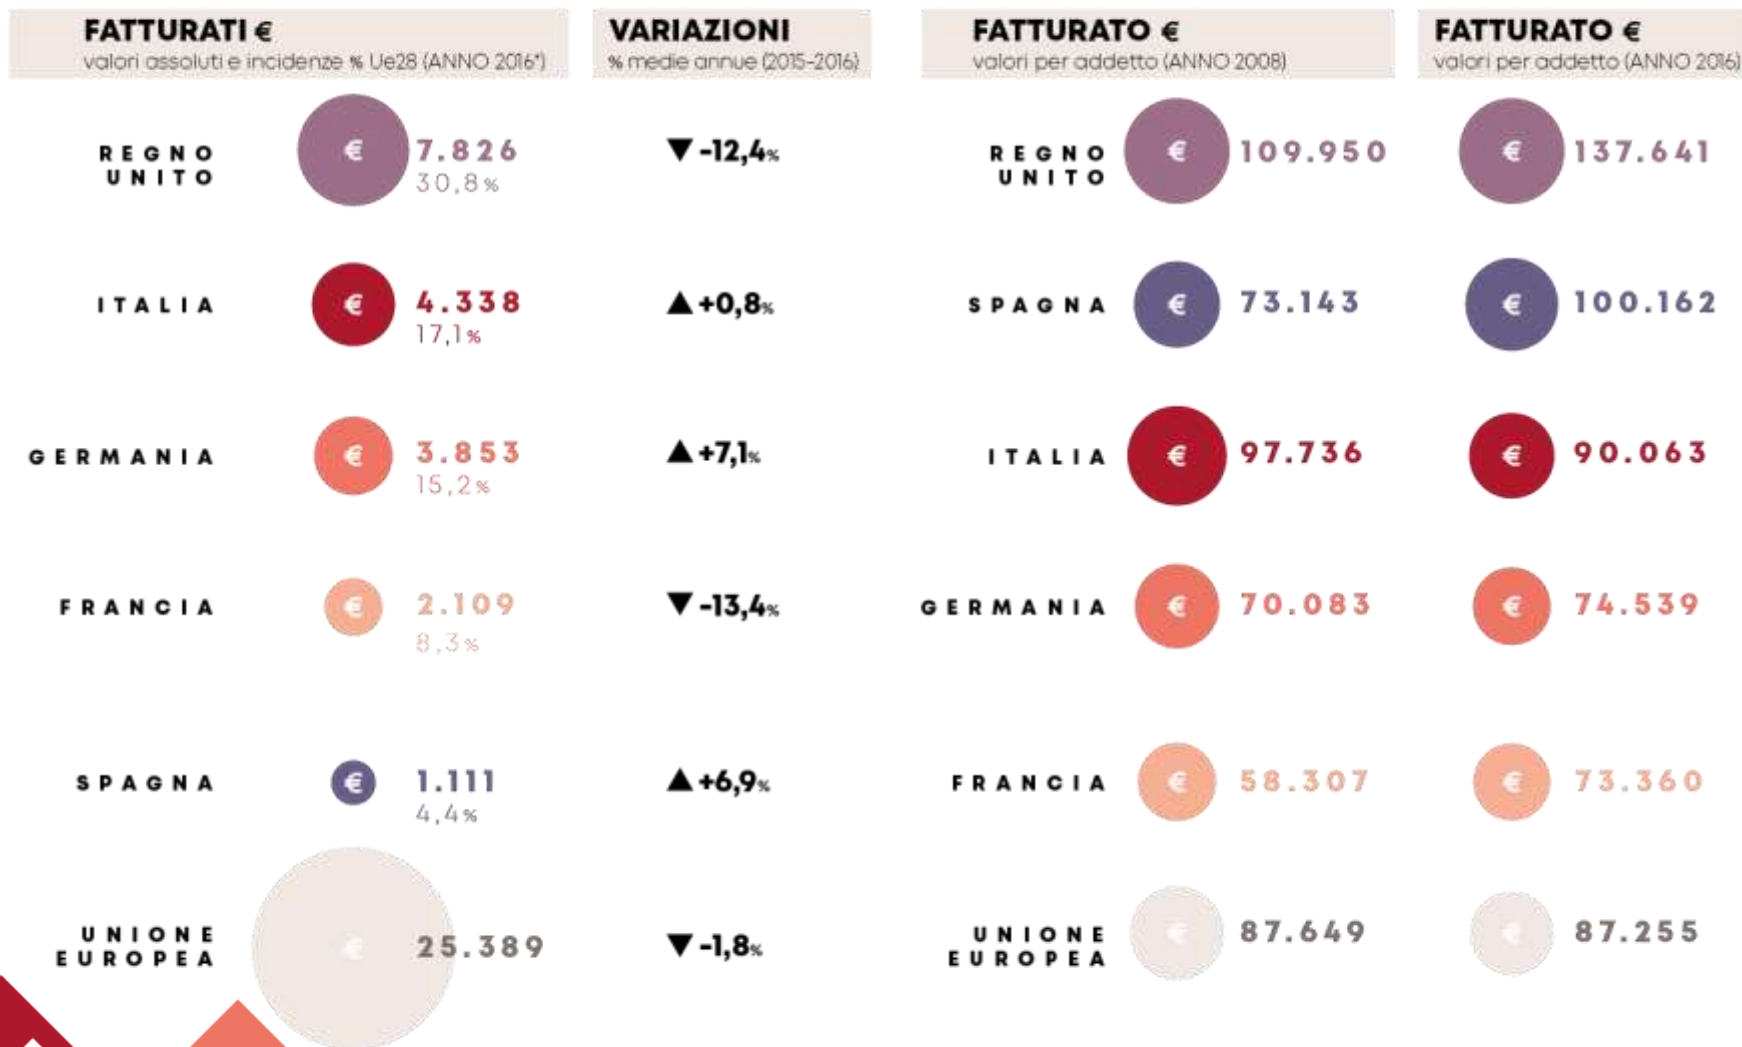 FATTURATI €
valori assoluti e incidenze % Ue28 (ANNO 2016*)
VARIAZIONI
% medie annue (2015-2016)
FATTURATO €
valori per addetto (ANNO 2008)
FATTURATO €
valori per addetto (ANNO 2016)
REGNO
UNITO
€
7.826
30,8%
▼ -12,4%
ITALIA
€
4.338
17,1%
▲ +0,8%
GERMANIA
€
3.853
15,2%
▲ +7,1%
FRANCIA
€
2.109
8,3%
▼ -13,4%
SPAGNA
€
1.111
4,4%
▲ +6,9%
UNIONE
EUROPEA
€
25.389
▼ -1,8%
REGNO
UNITO
€ 109.950
€ 137.641
SPAGNA
€ 73.143
€ 100.162
ITALIA
€ 97.736
€ 90.063
GERMANIA
€ 70.083
€ 74.539
FRANCIA
€ 58.307
€ 73.360
UNIONE
EUROPEA
€ 87.649
€ 87.255